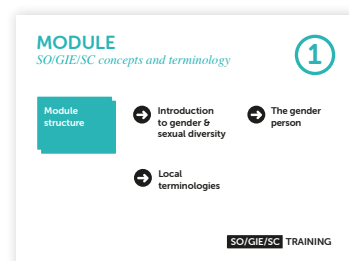 MODULE
SO/GIE/SC concepts and terminology
1
Module
structure
Introduction
to gender &
sexual diversity
The gender
person
Local
terminologies
SO/GIE/SC TRAINING